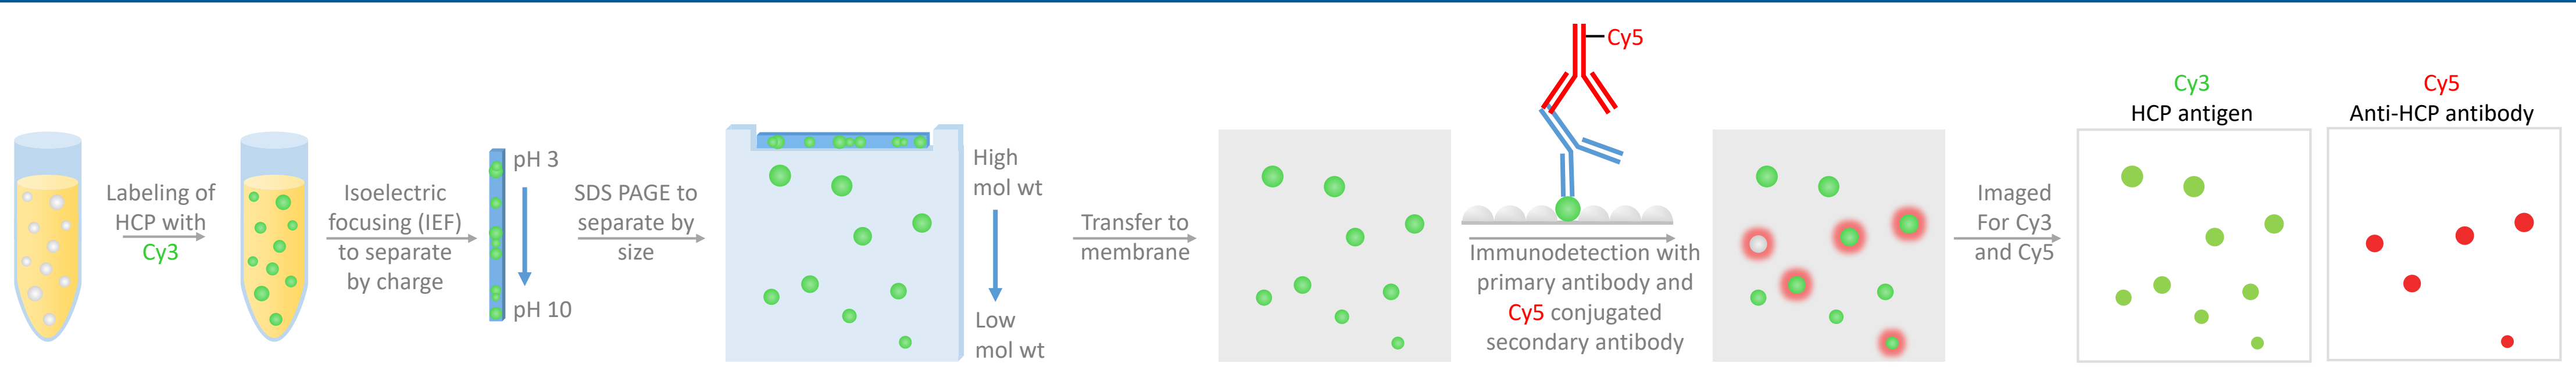 Labeling of
HCP with
Cy3
Isoelectric
focusing (IEF)
to separate
by charge
pH 3
pH 10
SDS PAGE to
separate by
size
High
mol wt
Low
mol wt
Transfer to
membrane
Cy5
Immunodetection with
primary antibody and
Cy5 conjugated
secondary antibody
Imaged
For Cy3
and Cy5
Cy3
HCP antigen
Cy5
Anti-HCP antibody